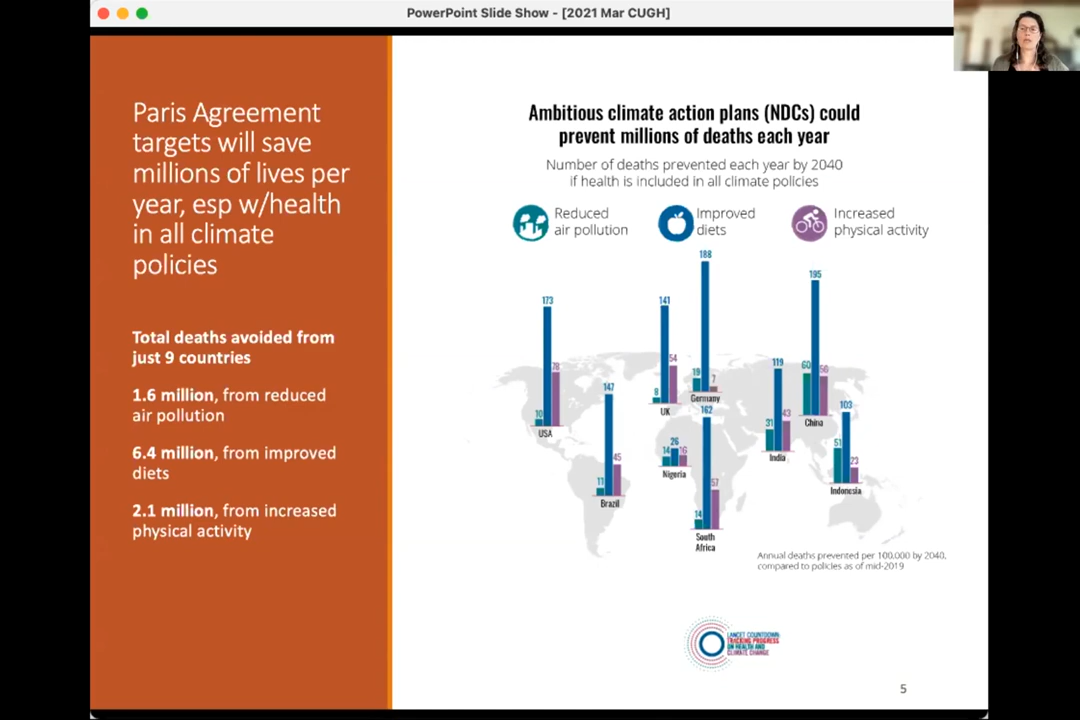 PowerPoint Slide Show - [2021 Mar CUGH]
Paris Agreement
targets will save
millions of lives per
year, esp w/health
in all climate
policies
Total deaths avoided from
just 9 countries
1.6 million, from reduced
air pollution
6.4 million, from improved
diets
2.1 million, from increased
physical activity
Ambitious climate action plans (NDCs) could
prevent millions of deaths each year
Number of deaths prevented each year by 2040
if health is included in all climate policies
Reduced
air pollution
Improved
diets
Increased
physical activity
10 173 78
USA
11 147 45
Brazil
8 141 54
UK
19 188 7
Germany
14 26 16
Nigeria
14 162 57
South
Africa
31 119 43
India
60 195 56
China
51 103 23
Indonesia
Annual deaths prevented per 100,000 by 2040,
compared to policies as of mid-2019
LANCET COUNTDOWN:
TRACKING PROGRESS
ON HEALTH AND
CLIMATE CHANGE
5